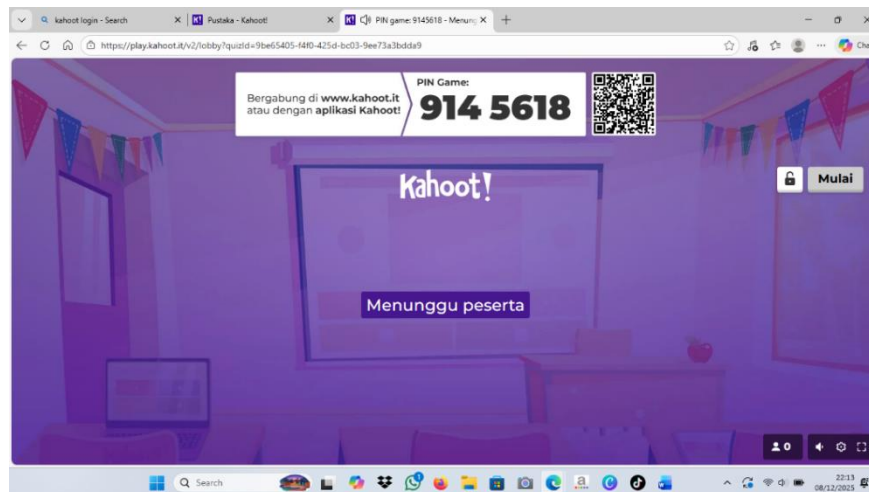 kahoot login - Search
Pustaka - Kahoot!
PIN game: 9145618 - Menung
https://play.kahoot.it/v2/lobby?quizId=9be65405-f4f0-425d-bc03-9ee73a3bdda9
Bergabung di www.kahoot.it
atau dengan aplikasi Kahoot!
PIN Game:
914 5618
Kahoot!
Mulai
Menunggu peserta
0
Search
22:13
08/12/2025